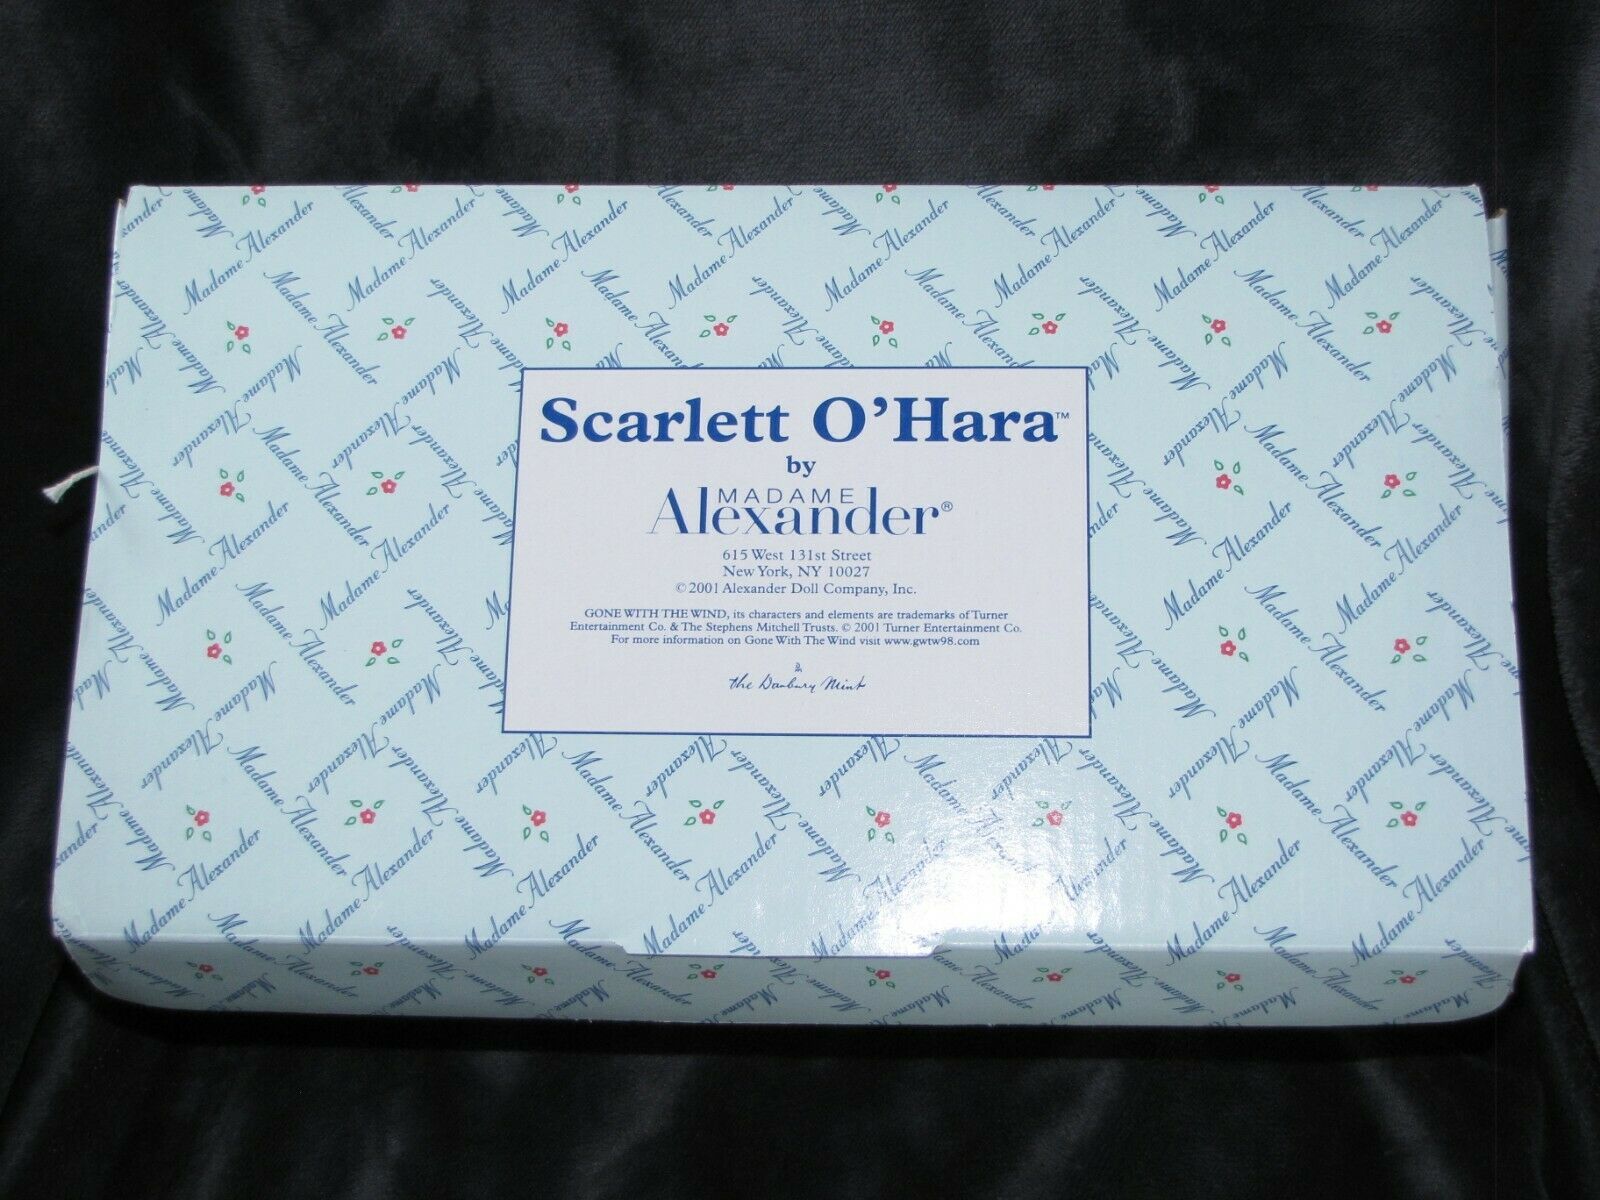 Scarlett O'Hara™
by
MADAME
Alexander®
615 West 131st Street
New York, NY 10027
©2001 Alexander Doll Company, Inc.
GONE WITH THE WIND, its characters and elements are trademarks of Turner
Entertainment Co. & The Stephens Mitchell Trusts. © 2001 Turner Entertainment Co.
For more information on Gone With The Wind visit www.gwtw98.com
the Danbury Mint
Madame Alexander